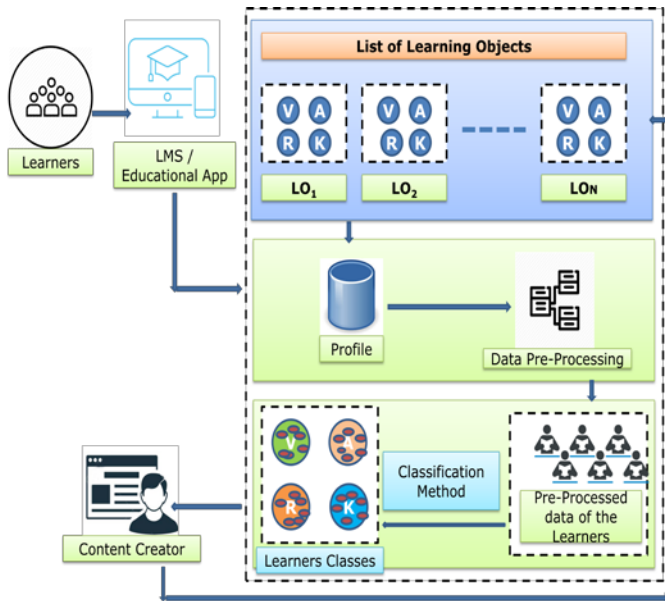 List of Learning Objects
V A V A V A
R K R K R K
LO1 LO2 LON
Learners
LMS /
Educational App
Profile
Data Pre-Processing
V A
R K
Classification
Method
Pre-Processed
data of the
Learners
Learners Classes
Content Creator